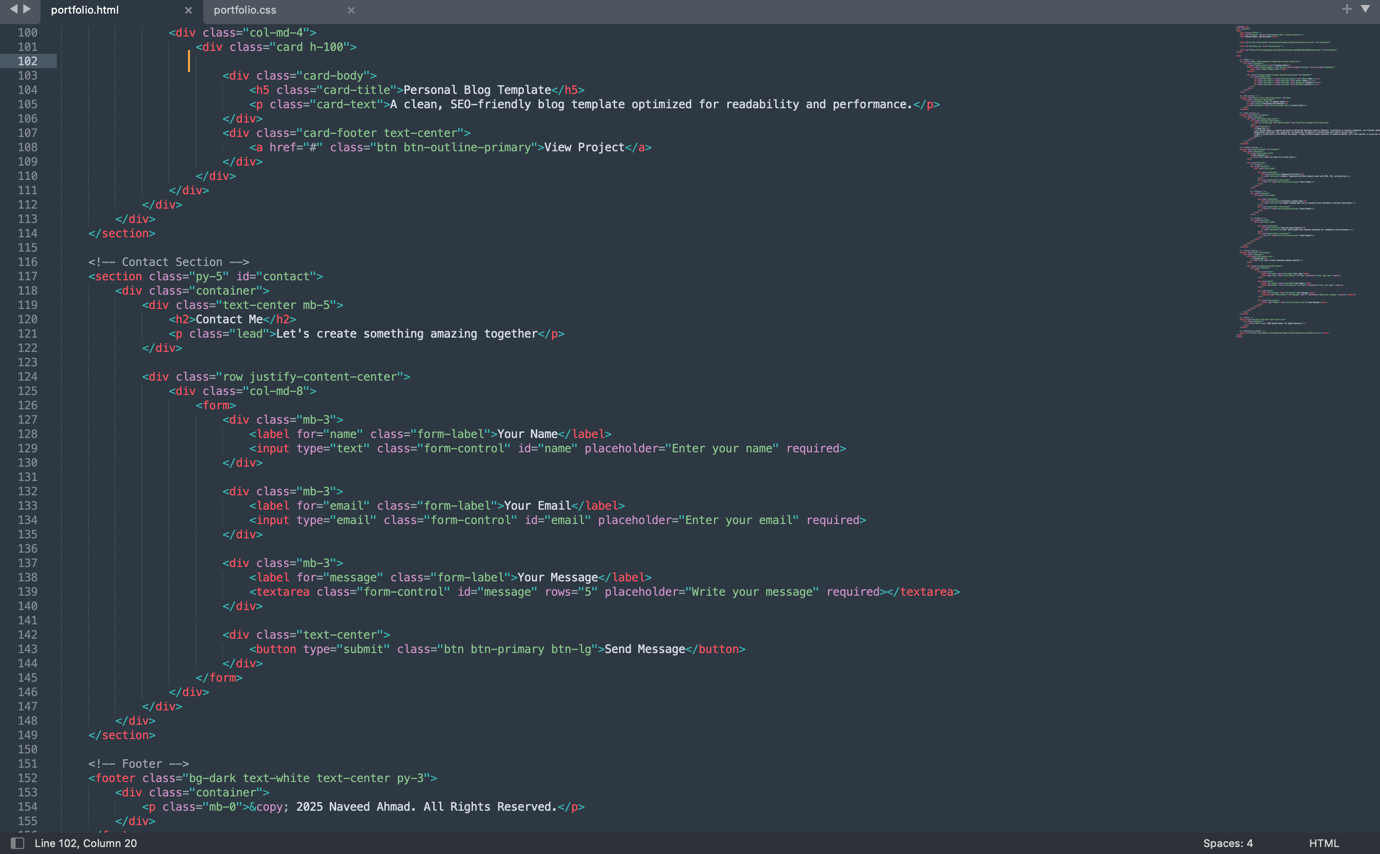 portfolio.html
portfolio.css
100 <div class="col-md-4">
101 <div class="card h-100">
102
103 <div class="card-body">
104 <h5 class="card-title">Personal Blog Template</h5>
105 <p class="card-text">A clean, SEO-friendly blog template optimized for readability and performance.</p>
106 </div>
107 <div class="card-footer text-center">
108 <a href="#" class="btn btn-outline-primary">View Project</a>
109 </div>
110 </div>
111 </div>
112 </div>
113 </div>
114 </section>
115
116 <!-- Contact Section -->
117 <section class="py-5" id="contact">
118 <div class="container">
119 <div class="text-center mb-5">
120 <h2>Contact Me</h2>
121 <p class="lead">Let's create something amazing together</p>
122 </div>
123
124 <div class="row justify-content-center">
125 <div class="col-md-8">
126 <form>
127 <div class="mb-3">
128 <label for="name" class="form-label">Your Name</label>
129 <input type="text" class="form-control" id="name" placeholder="Enter your name" required>
130 </div>
131
132 <div class="mb-3">
133 <label for="email" class="form-label">Your Email</label>
134 <input type="email" class="form-control" id="email" placeholder="Enter your email" required>
135 </div>
136
137 <div class="mb-3">
138 <label for="message" class="form-label">Your Message</label>
139 <textarea class="form-control" id="message" rows="5" placeholder="Write your message" required></textarea>
140 </div>
141
142 <div class="text-center">
143 <button type="submit" class="btn btn-primary btn-lg">Send Message</button>
144 </div>
145 </form>
146 </div>
147 </div>
148 </div>
149 </section>
150
151 <!-- Footer -->
152 <footer class="bg-dark text-white text-center py-3">
153 <div class="container">
154 <p class="mb-0">&copy; 2025 Naveed Ahmad. All Rights Reserved.</p>
155 </div>
Line 102, Column 20
Spaces: 4
HTML